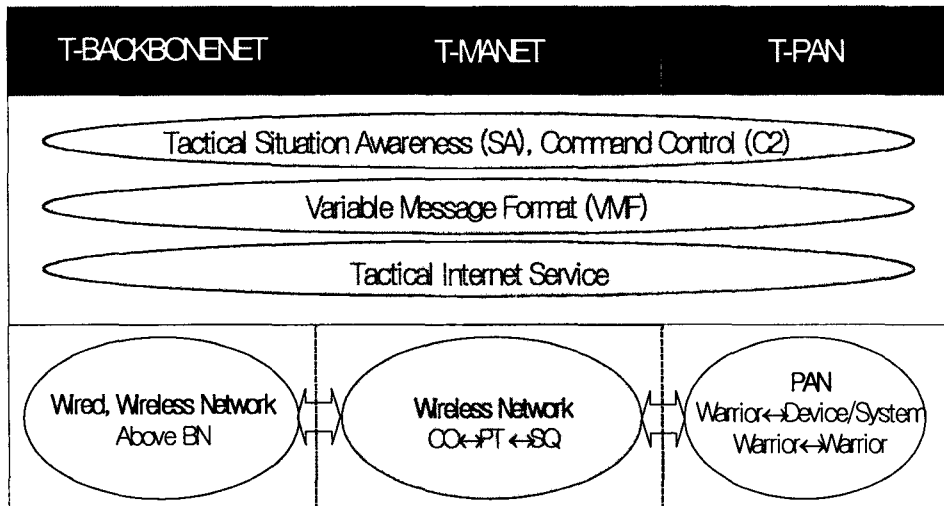 T-BACKBONENET T-MANET T-PAN
Tactical Situation Awareness (SA), Command Control (C2)
Variable Message Format (VMF)
Tactical Internet Service
Wired, Wireless Network
Above BN
Wireless Network
CO↔PT↔SQ
PAN
Warrior↔Device/System
Warrior↔Warrior